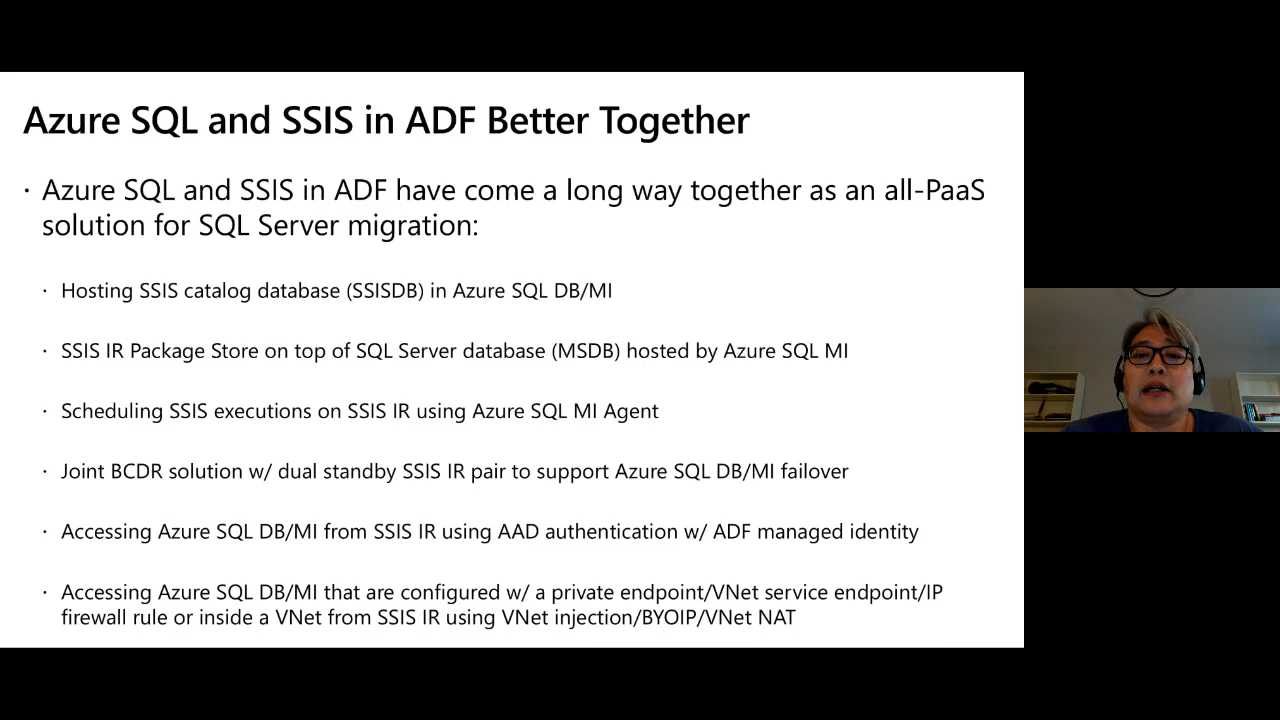 Azure SQL and SSIS in ADF Better Together
· Azure SQL and SSIS in ADF have come a long way together as an all-PaaS
solution for SQL Server migration:
· Hosting SSIS catalog database (SSISDB) in Azure SQL DB/MI
· SSIS IR Package Store on top of SQL Server database (MSDB) hosted by Azure SQL MI
· Scheduling SSIS executions on SSIS IR using Azure SQL MI Agent
· Joint BCDR solution w/ dual standby SSIS IR pair to support Azure SQL DB/MI failover
· Accessing Azure SQL DB/MI from SSIS IR using AAD authentication w/ ADF managed identity
· Accessing Azure SQL DB/MI that are configured w/ a private endpoint/VNet service endpoint/IP
firewall rule or inside a VNet from SSIS IR using VNet injection/BYOIP/VNet NAT